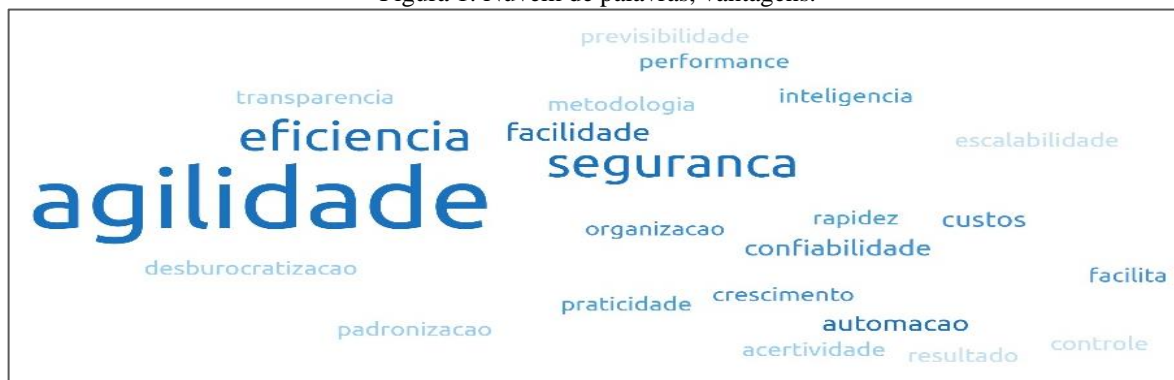 previsibilidade
performance
transparencia
metodologia
inteligencia
eficiencia
facilidade
escalabilidade
seguranca
agilidade
organizacao
rapidez
custos
confiabilidade
desburocratizacao
facilita
praticidade
crescimento
padronizacao
automacao
acertividade
resultado
controle